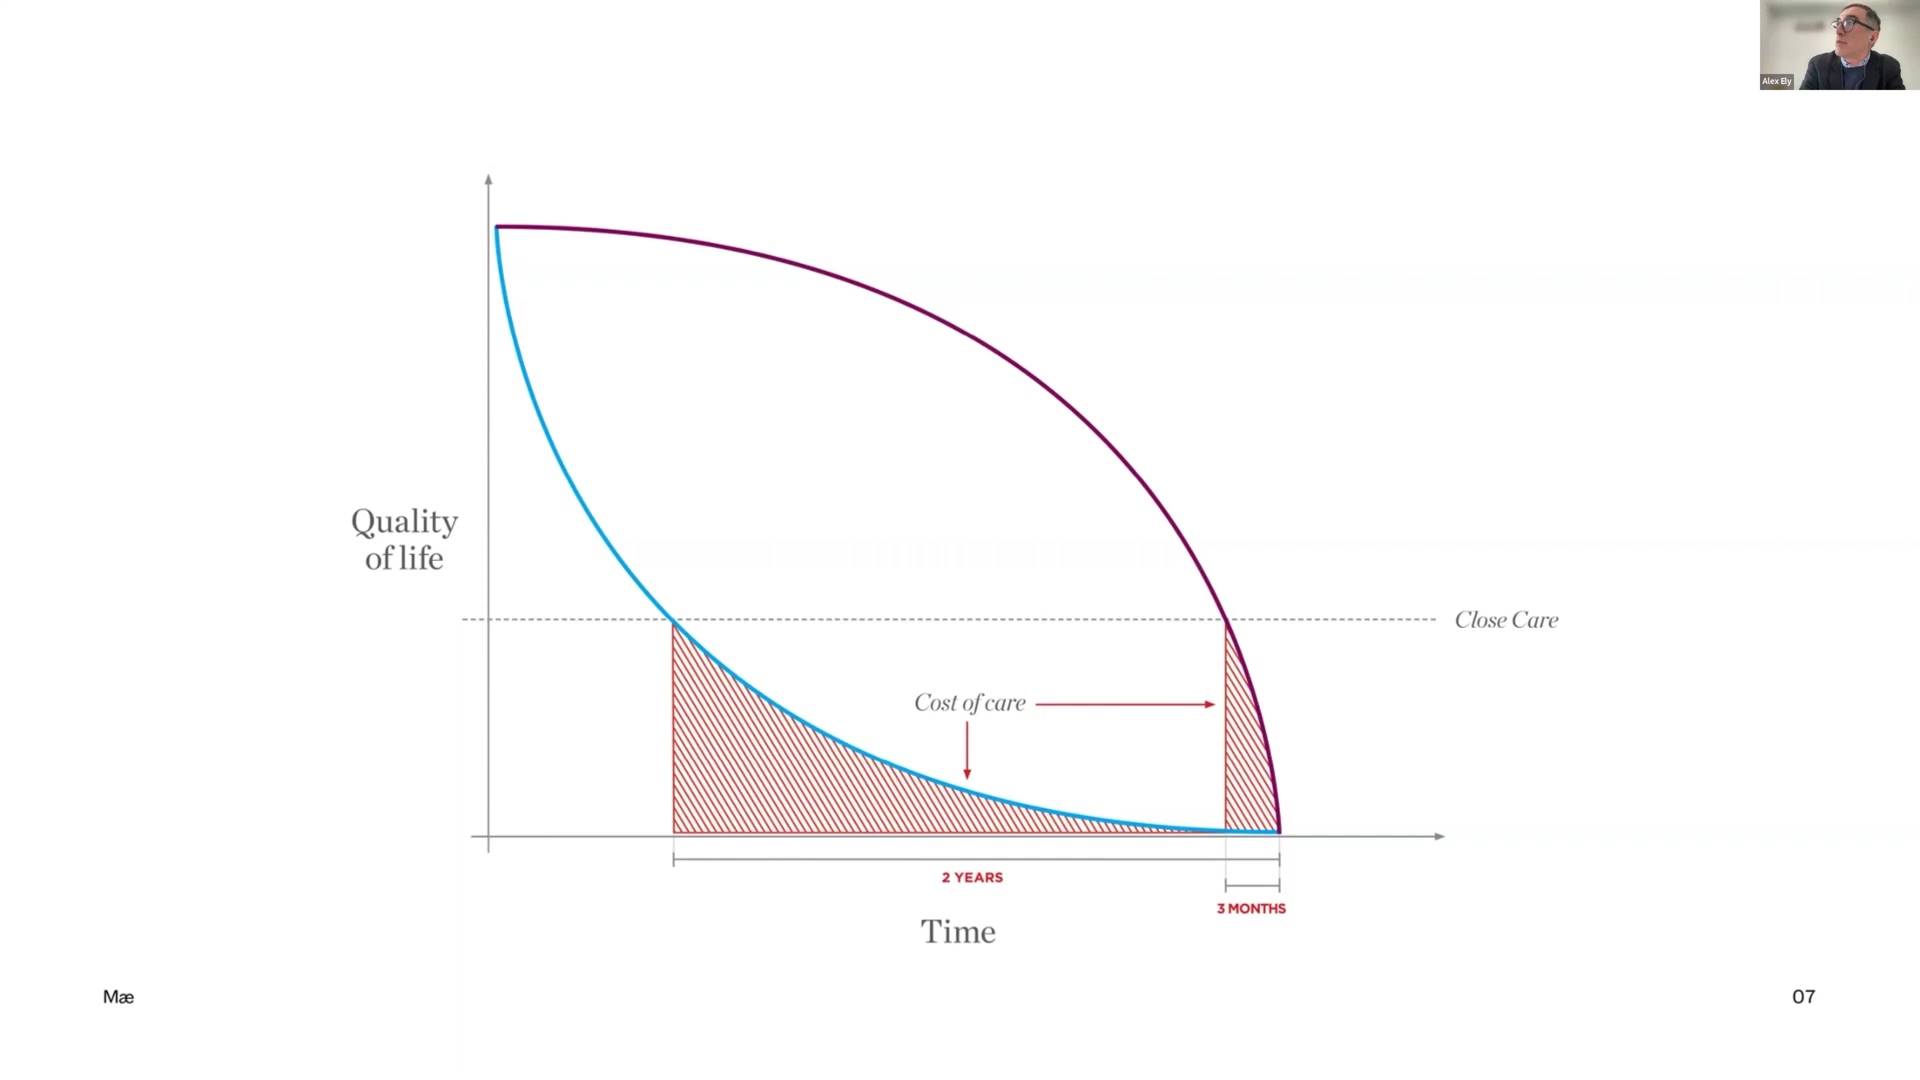 Alex Ely
Quality
of life
Close Care
Cost of care
2 YEARS
3 MONTHS
Time
Mæ
07